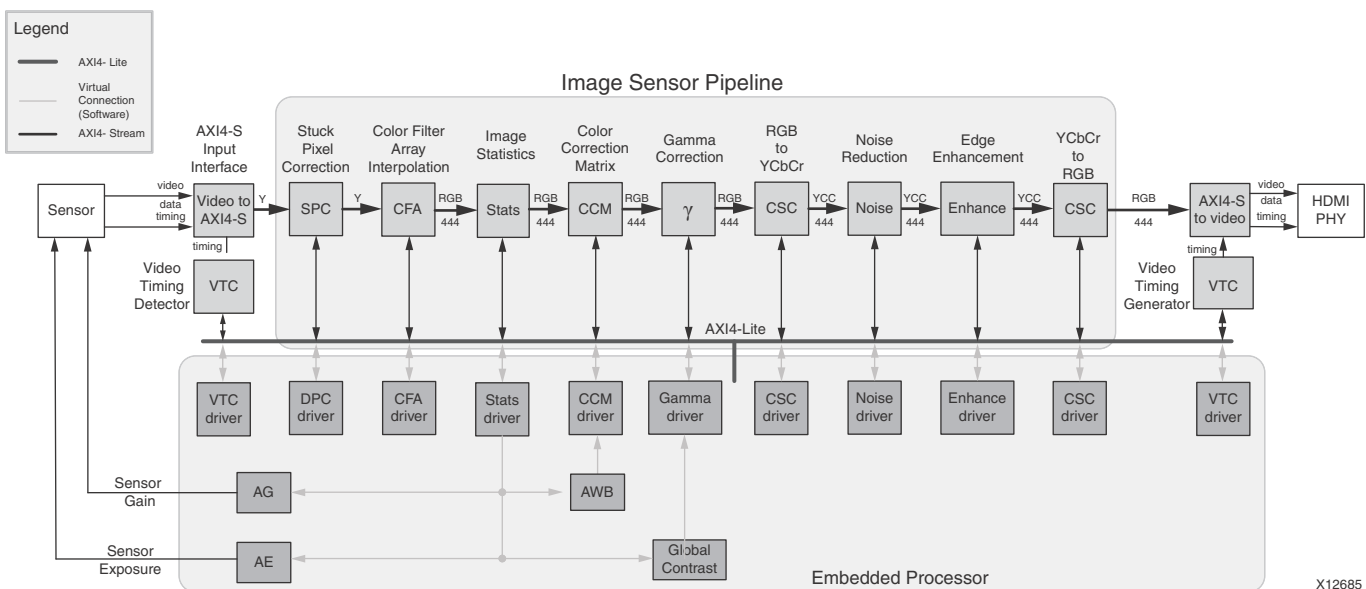 Legend
AXI4- Lite
Virtual
Connection
(Software)
AXI4- Stream
Image Sensor Pipeline
AXI4-S
Input
Interface
Stuck
Pixel
Correction
Color Filter
Array
Interpolation
Image
Statistics
Color
Correction
Matrix
Gamma
Correction
RGB
to
YCbCr
Noise
Reduction
Edge
Enhancement
YCbCr
to
RGB
Sensor
video
data
timing
Video to
AXI4-S
Y
SPC
Y
CFA
RGB
444
Stats
RGB
444
CCM
RGB
444
γ
RGB
444
CSC
YCC
444
Noise
YCC
444
Enhance
YCC
444
CSC
RGB
444
AXI4-S
to video
video
data
timing
HDMI
PHY
timing
Video
Timing
Detector
VTC
timing
Video
Timing
Generator
VTC
AXI4-Lite
VTC
driver
DPC
driver
CFA
driver
Stats
driver
CCM
driver
Gamma
driver
CSC
driver
Noise
driver
Enhance
driver
CSC
driver
VTC
driver
Sensor
Gain
AG
AWB
Sensor
Exposure
AE
Global
Contrast
Embedded Processor
X12685